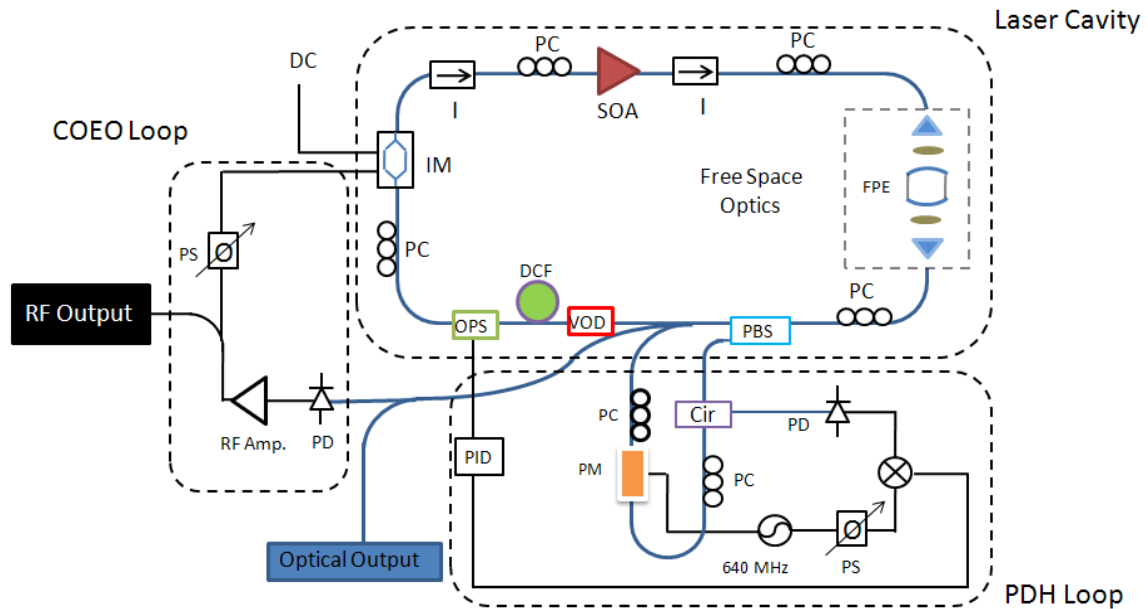 Laser Cavity
PC
PC
DC
I
SOA
I
COEO Loop
IM
Free Space
Optics
FPE
PS
PC
DCF
PC
RF Output
OPS
VOD
PBS
PC
Cir
PD
RF Amp.
PD
PID
PM
PC
Optical Output
640 MHz
PS
PDH Loop